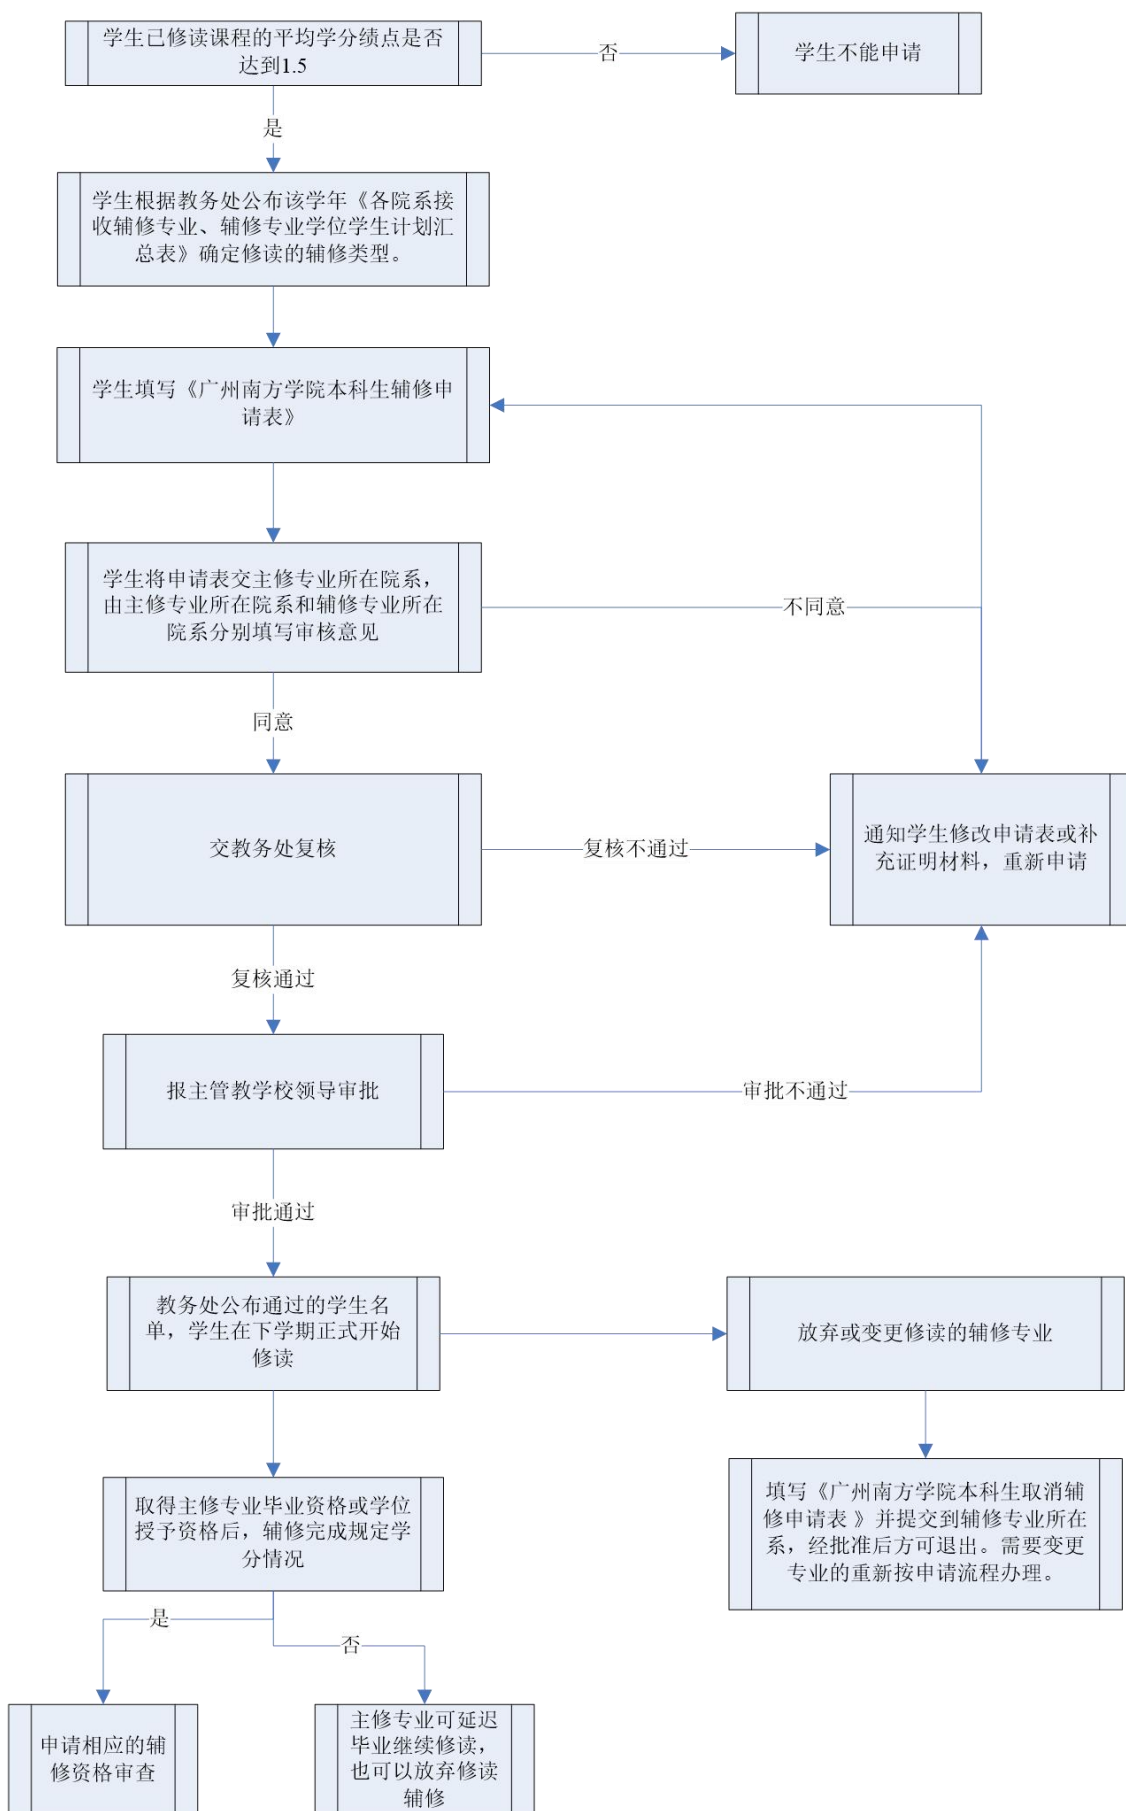 学生已修读课程的平均学分绩点是否
达到1.5
否
学生不能申请
是
学生根据教务处公布该学年《各院系接
收辅修专业、辅修专业学位学生计划汇
总表》确定修读的辅修类型。
学生填写《广州南方学院本科生辅修申
请表》
学生将申请表交主修专业所在院系，
由主修专业所在院系和辅修专业所在
院系分别填写审核意见
不同意
同意
交教务处复核
复核不通过
通知学生修改申请表或补
充证明材料，重新申请
复核通过
报主管教学校领导审批
审批不通过
审批通过
教务处公布通过的学生名
单，学生在下学期正式开始
修读
放弃或变更修读的辅修专业
取得主修专业毕业资格或学位
授予资格后，辅修完成规定学
分情况
填写《广州南方学院本科生取消辅
修申请表 》并提交到辅修专业所在
系，经批准后方可退出。需要变更
专业的重新按申请流程办理。
是
否
申请相应的辅
修资格审查
主修专业可延迟
毕业继续修读，
也可以放弃修读
辅修